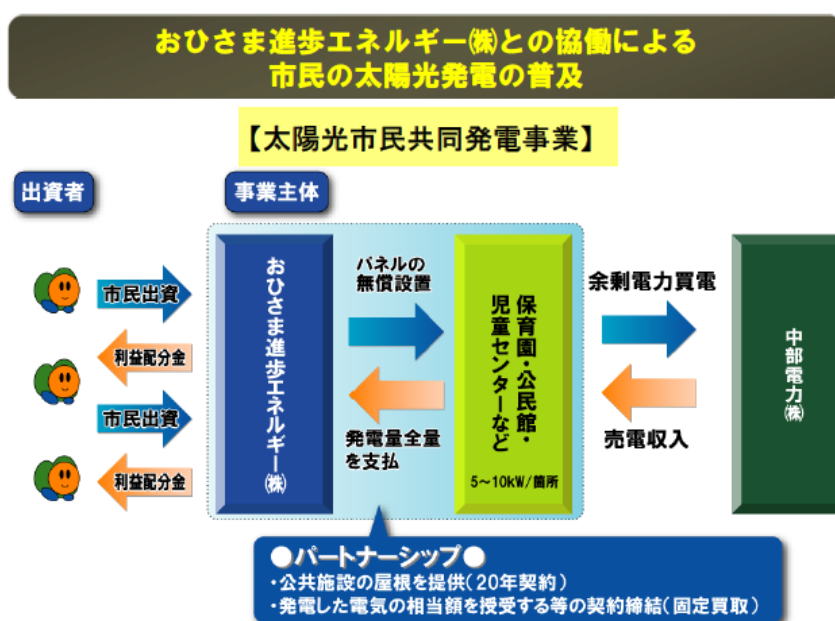 おひさま進歩エネルギー㈱との協働による
市民の太陽光発電の普及
【太陽光市民共同発電事業】
出資者
事業主体
市民出資
利益配分金
市民出資
利益配分金
おひさま進歩エネルギー㈱
パネルの
無償設置
発電量全量
を支払
保育園・公民館・
児童センターなど
5～10kW/箇所
余剰電力買電
売電収入
中部電力㈱
●パートナーシップ●
・公共施設の屋根を提供（20年契約）
・発電した電気の相当額を授受する等の契約締結（固定買取）